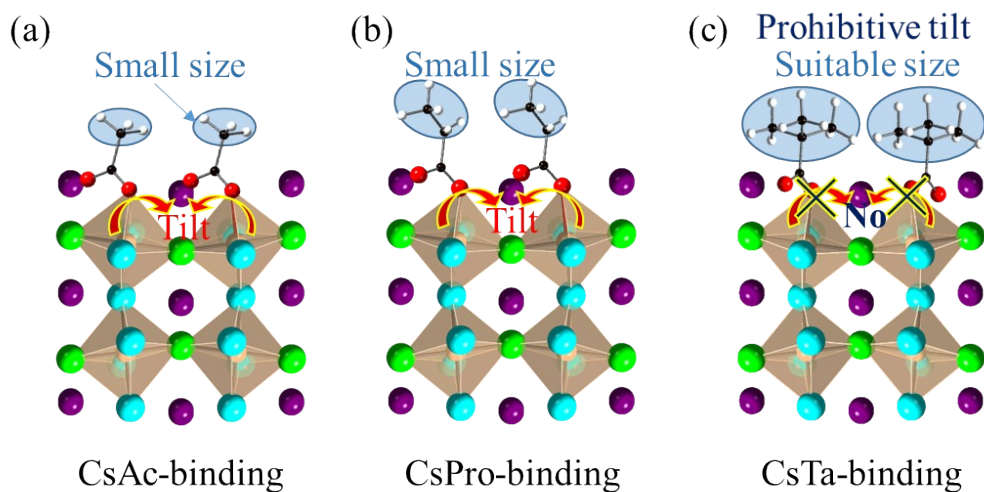 (a)
Small size
Tilt
CsAc-binding
(b)
Small size
Tilt
CsPro-binding
(c)
Prohibitive tilt
Suitable size
No
CsTa-binding